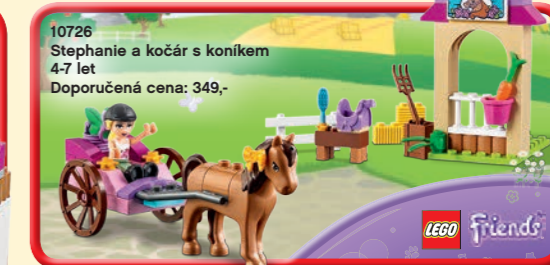 10726
Stephanie a kočár s koníkem
4-7 let
Doporučená cena: 349,-
LEGO friends